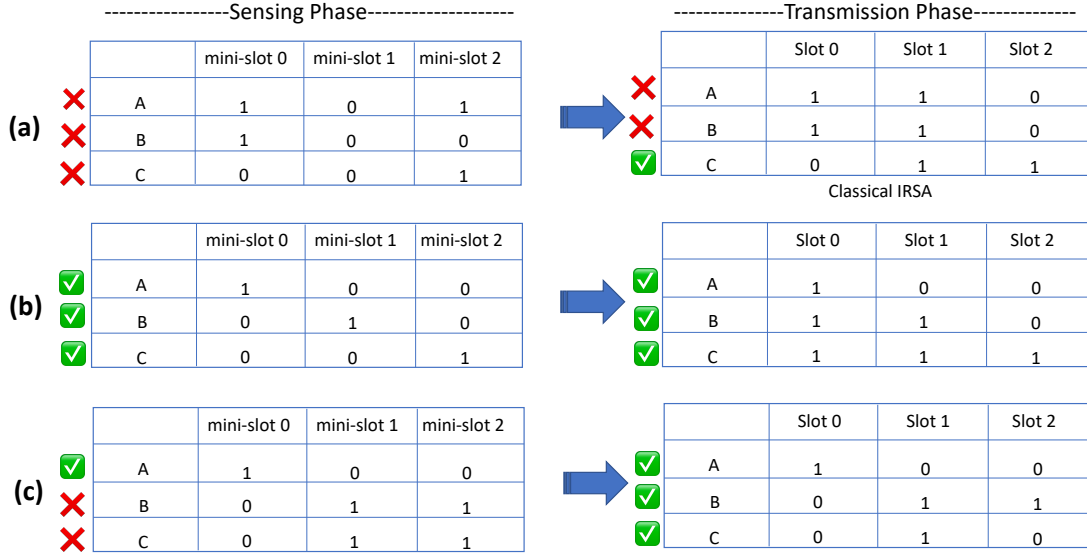 ----------------Sensing Phase-------------------
------------------Transmission Phase-------------
(a)
mini-slot 0 mini-slot 1 mini-slot 2
A 1 0 1
B 1 0 0
C 0 0 1
Slot 0 Slot 1 Slot 2
A 1 1 0
B 1 1 0
C 0 1 1
Classical IRSA
(b)
mini-slot 0 mini-slot 1 mini-slot 2
A 1 0 0
B 0 1 0
C 0 0 1
Slot 0 Slot 1 Slot 2
A 1 0 0
B 1 1 0
C 1 1 1
(c)
mini-slot 0 mini-slot 1 mini-slot 2
A 1 0 0
B 0 1 1
C 0 1 1
Slot 0 Slot 1 Slot 2
A 1 0 0
B 0 1 1
C 0 1 0